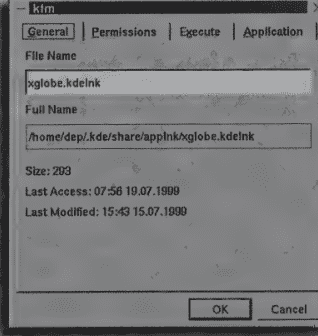 kfm
General Permissions Execute Application
File Name
xglobe.kdelnk
Full Name
/home/dep/.kde/share/applnk/xglobe.kdelnk
Size: 293
Last Access: 07:56 19.07.1999
Last Modified: 15:43 15.07.1999
OK Cancel